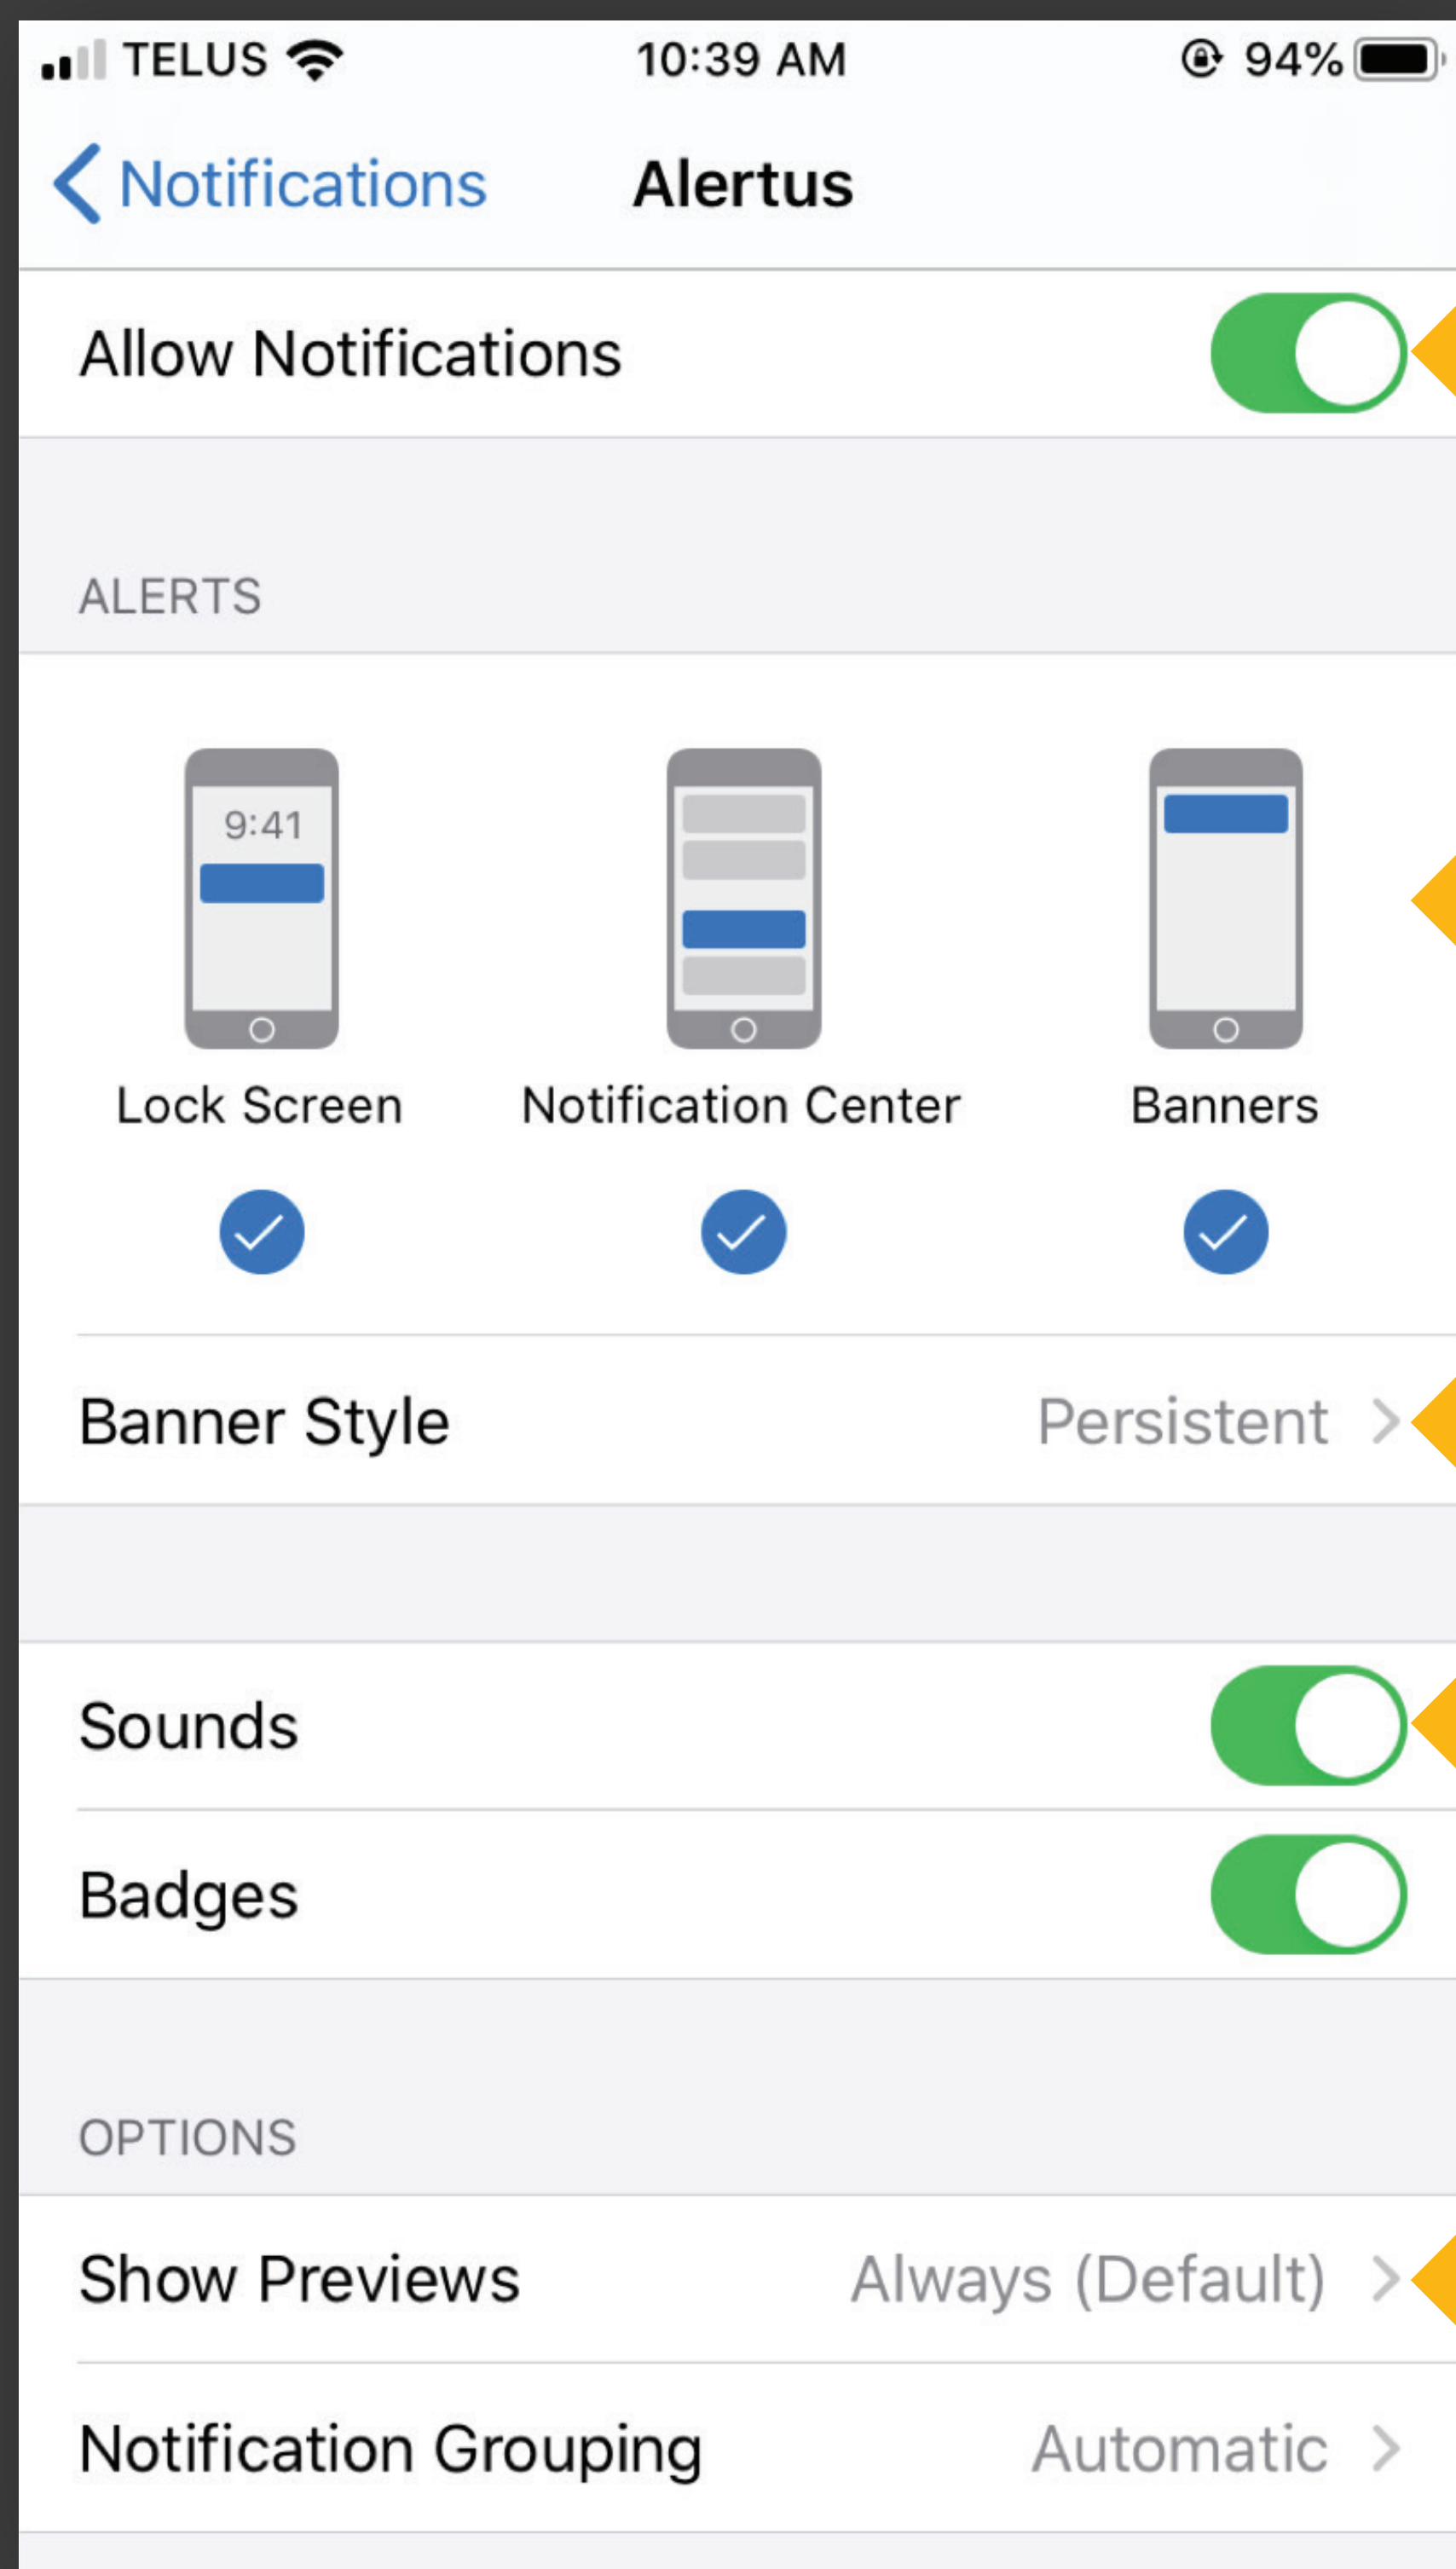 TELUS 10:39 AM 94%
Notifications Alertus
Allow Notifications
ALERTS
9:41
Lock Screen Notification Center Banners
Banner Style Persistent
Sounds
Badges
OPTIONS
Show Previews Always (Default)
Notification Grouping Automatic